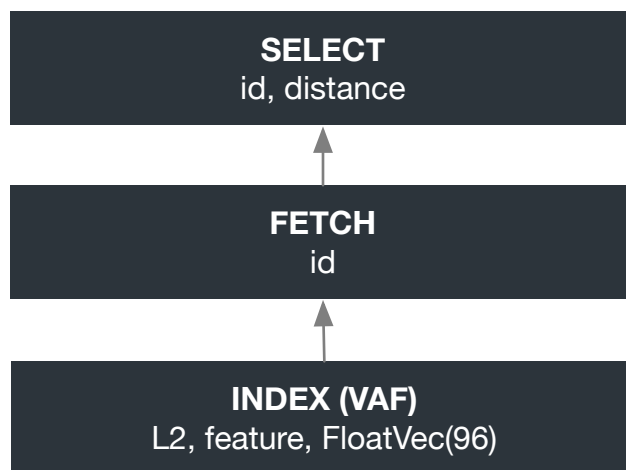 SELECT
id, distance
FETCH
id
INDEX (VAF)
L2, feature, FloatVec(96)